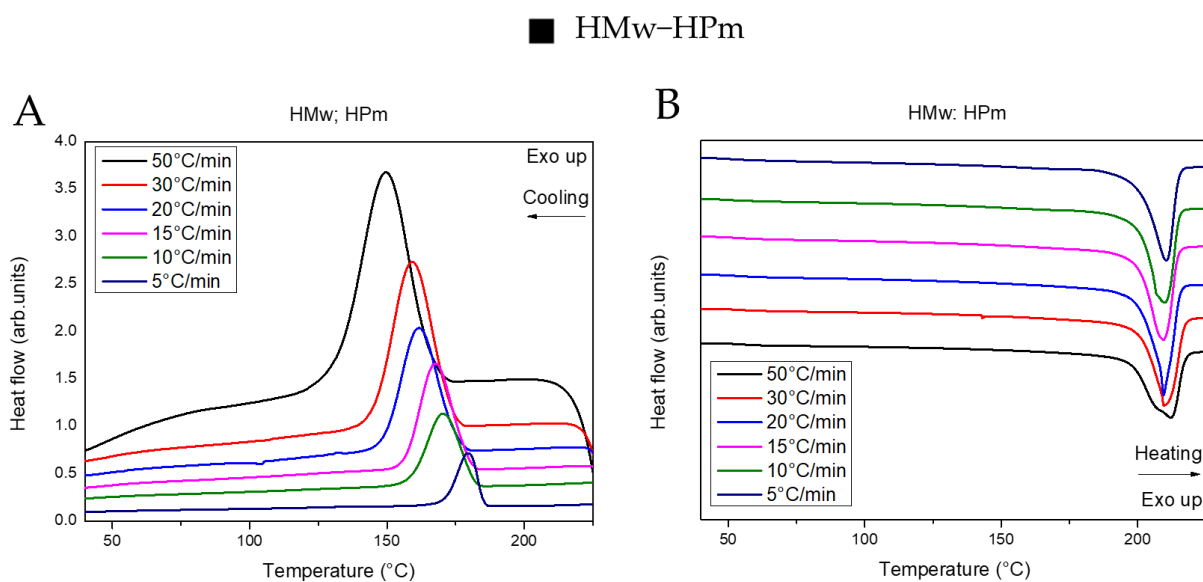 ■ HMw–HPm
A
HMw; HPm
4.0
3.5
3.0
2.5
2.0
1.5
1.0
0.5
0.0
Heat flow (arb.units)
50°C/min
30°C/min
20°C/min
15°C/min
10°C/min
5°C/min
Exo up
Cooling
50
100
150
200
Temperature (°C)
B
HMw: HPm
Heat flow (arb.units)
50°C/min
30°C/min
20°C/min
15°C/min
10°C/min
5°C/min
Heating
Exo up
50
100
150
200
Temperature (°C)